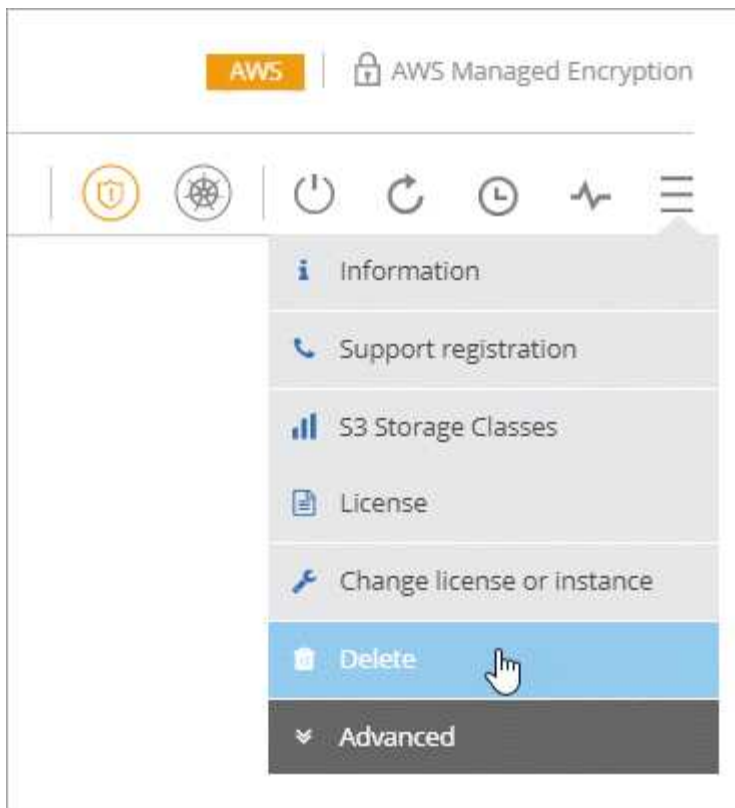 AWS
AWS Managed Encryption
Information
Support registration
S3 Storage Classes
License
Change license or instance
Delete
Advanced